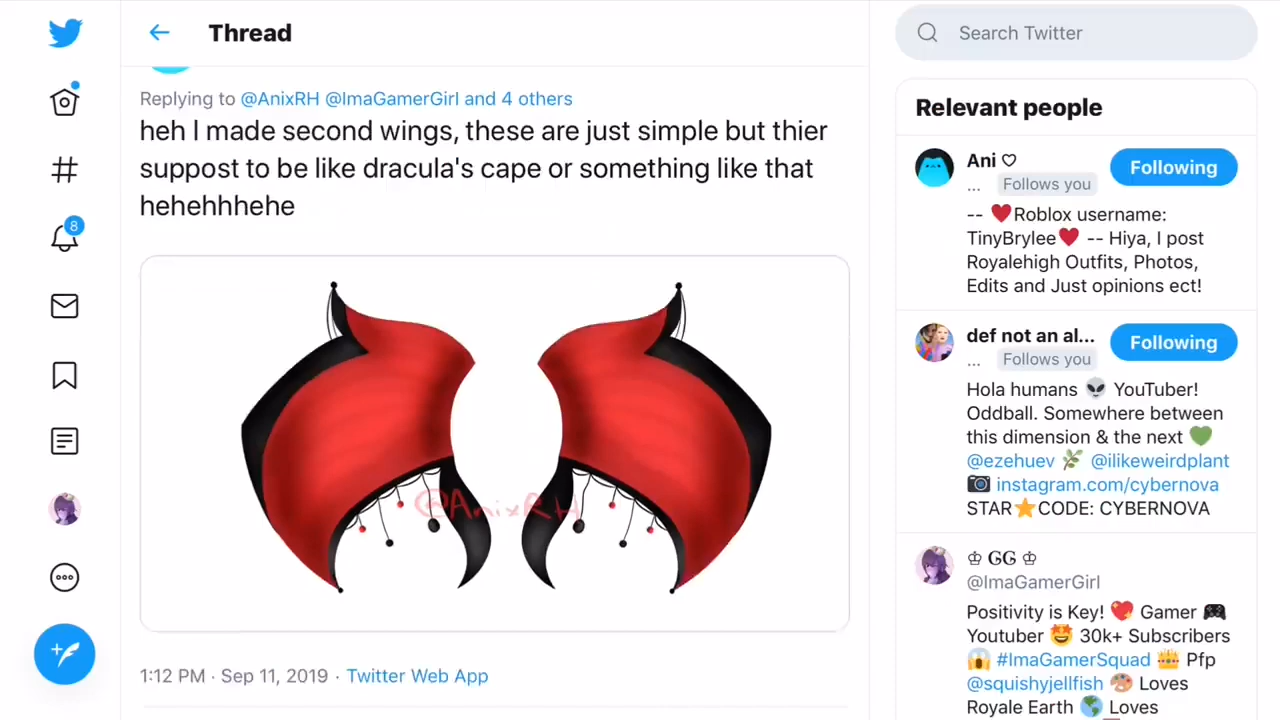 Thread
Search Twitter
Replying to @AnixRH @ImaGamerGirl and 4 others
heh I made second wings, these are just simple but thier
suppost to be like dracula's cape or something like that
hehehhhehe
@AnixRH
1:12 PM · Sep 11, 2019 · Twitter Web App
8
Relevant people
Ani ♡
... Follows you
Following
-- ❤️Roblox username:
TinyBrylee❤️ -- Hiya, I post
Royalehigh Outfits, Photos,
Edits and Just opinions ect!
def not an al...
... Follows you
Following
Hola humans 👽 YouTuber!
Oddball. Somewhere between
this dimension & the next 💚
@ezehuev 🌿 @ilikeweirdplant
📷 instagram.com/cybernova
STAR⭐CODE: CYBERNOVA
♔ 𝔾𝔾 ♔
@ImaGamerGirl
Positivity is Key! 💖 Gamer 🎮
Youtuber 🤩 30k+ Subscribers
😱 #ImaGamerSquad 👑 Pfp
@squishyjellfish 🎨 Loves
Royale Earth 🌎 Loves